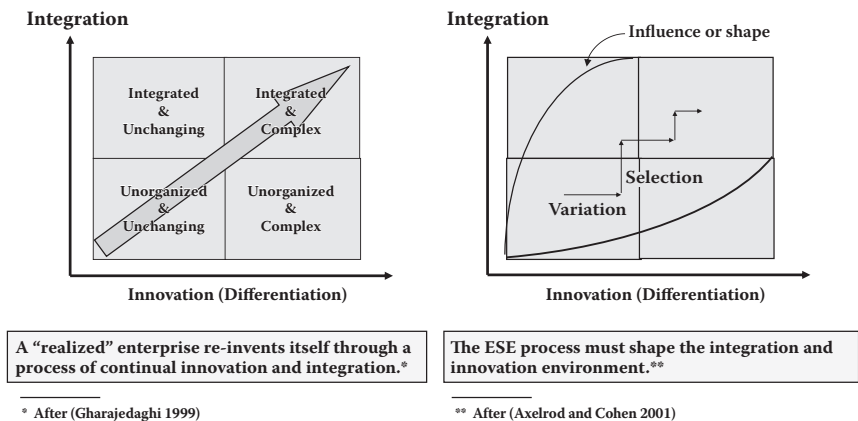 Integration
Integrated
&
Unchanging
Integrated
&
Complex
Unorganized
&
Unchanging
Unorganized
&
Complex
Innovation (Differentiation)
A “realized” enterprise re-invents itself through a
process of continual innovation and integration.*
* After (Gharajedaghi 1999)
Integration
Influence or shape
Selection
Variation
Innovation (Differentiation)
The ESE process must shape the integration and
innovation environment.**
** After (Axelrod and Cohen 2001)